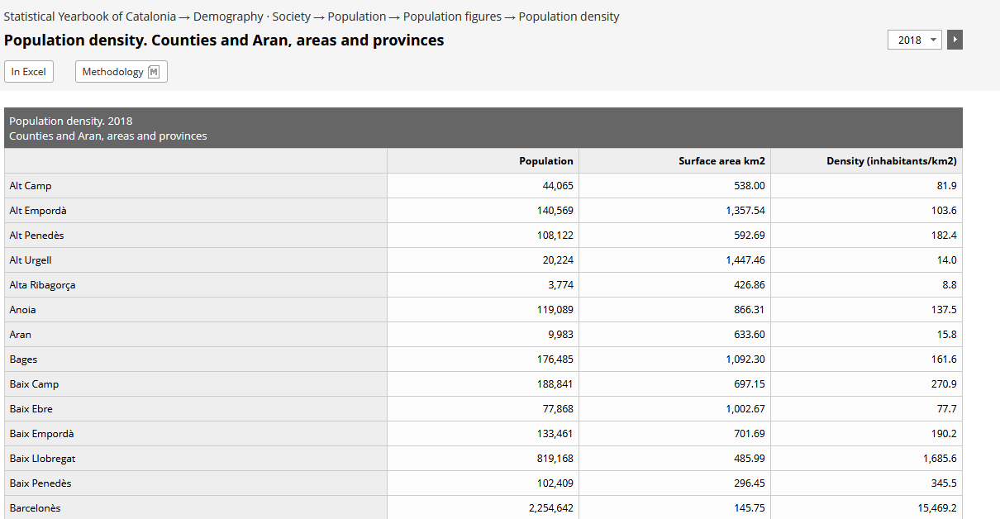 Statistical Yearbook of Catalonia → Demography · Society → Population → Population figures → Population density
Population density. Counties and Aran, areas and provinces
2018
In Excel Methodology M
Population density. 2018
Counties and Aran, areas and provinces
Population Surface area km2 Density (inhabitants/km2)
Alt Camp 44,065 538.00 81.9
Alt Empordà 140,569 1,357.54 103.6
Alt Penedès 108,122 592.69 182.4
Alt Urgell 20,224 1,447.46 14.0
Alta Ribagorça 3,774 426.86 8.8
Anoia 119,089 866.31 137.5
Aran 9,983 633.60 15.8
Bages 176,485 1,092.30 161.6
Baix Camp 188,841 697.15 270.9
Baix Ebre 77,868 1,002.67 77.7
Baix Empordà 133,461 701.69 190.2
Baix Llobregat 819,168 485.99 1,685.6
Baix Penedès 102,409 296.45 345.5
Barcelonès 2,254,642 145.75 15,469.2